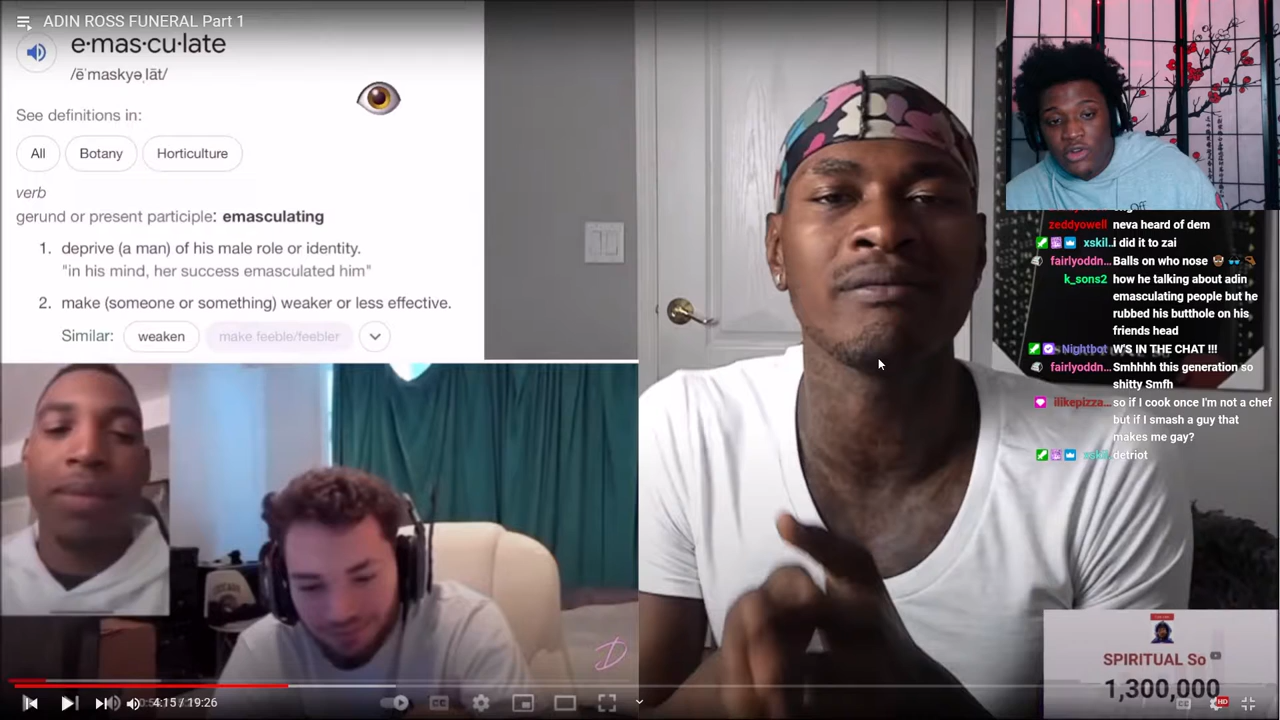 ADIN ROSS FUNERAL Part 1
e·mas·cu·late
/ēˈmaskyəˌlāt/
See definitions in:
All Botany Horticulture
verb
gerund or present participle: emasculating
1. deprive (a man) of his male role or identity.
"in his mind, her success emasculated him"
2. make (someone or something) weaker or less effective.
Similar: weaken make feeble/feebler
zeddyowell neva heard of dem
xskil.. i did it to zai
fairlyoddn... Balls on who nose
k_sons2 how he talking about adin
emasculating people but he
rubbed his butthole on his
friends head
Nightbot W'S IN THE CHAT !!!
fairlyoddn... Smhhhh this generation so
shitty Smfh
ilikepizza... so if I cook once I'm not a chef
but if I smash a guy that
makes me gay?
detriot
SPIRITUAL So
1,300,000
4:15 / 19:26
CC
HD